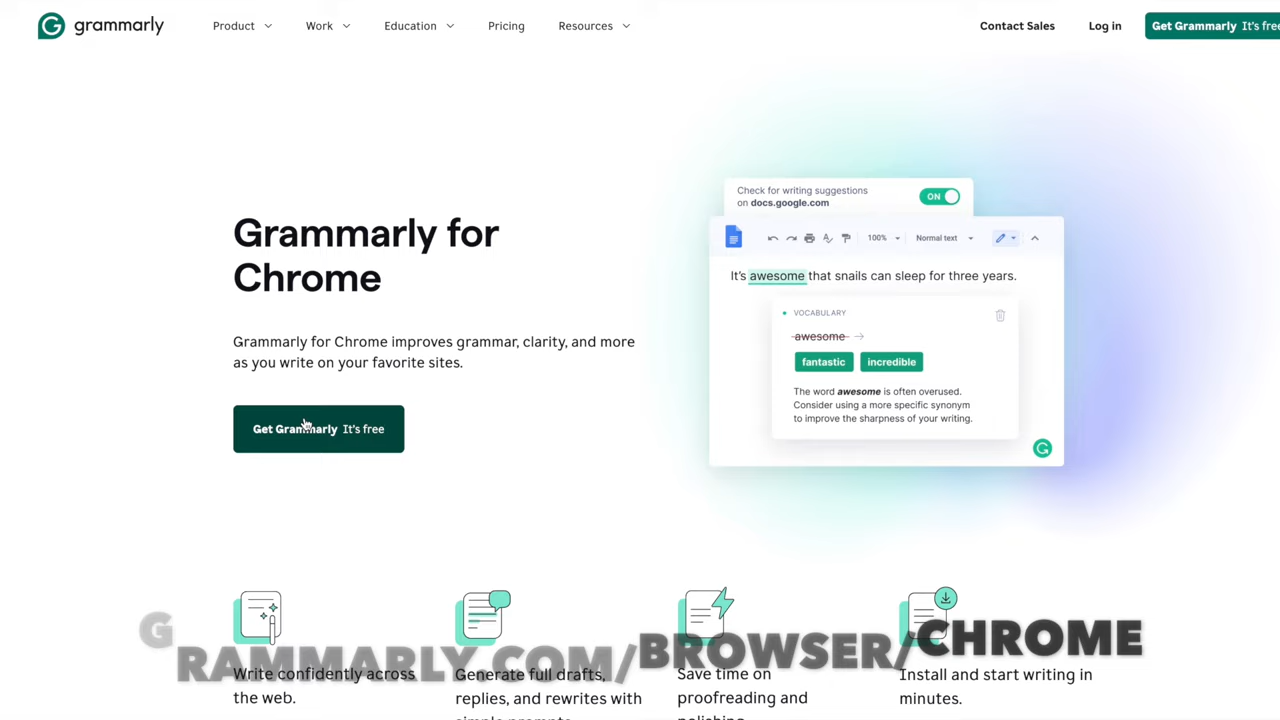 grammarly
Product
Work
Education
Pricing
Resources
Contact Sales
Log in
Get Grammarly It's free
Grammarly for
Chrome
Grammarly for Chrome improves grammar, clarity, and more
as you write on your favorite sites.
Get Grammarly It's free
Check for writing suggestions
on docs.google.com
ON
100%
Normal text
It's awesome that snails can sleep for three years.
VOCABULARY
awesome
fantastic
incredible
The word awesome is often overused.
Consider using a more specific synonym
to improve the sharpness of your writing.
GRAMMARLY.COM/BROWSER/CHROME
Write confidently across
the web.
Generate full drafts,
replies, and rewrites with
simple prompts.
Save time on
proofreading and
polishing.
Install and start writing in
minutes.